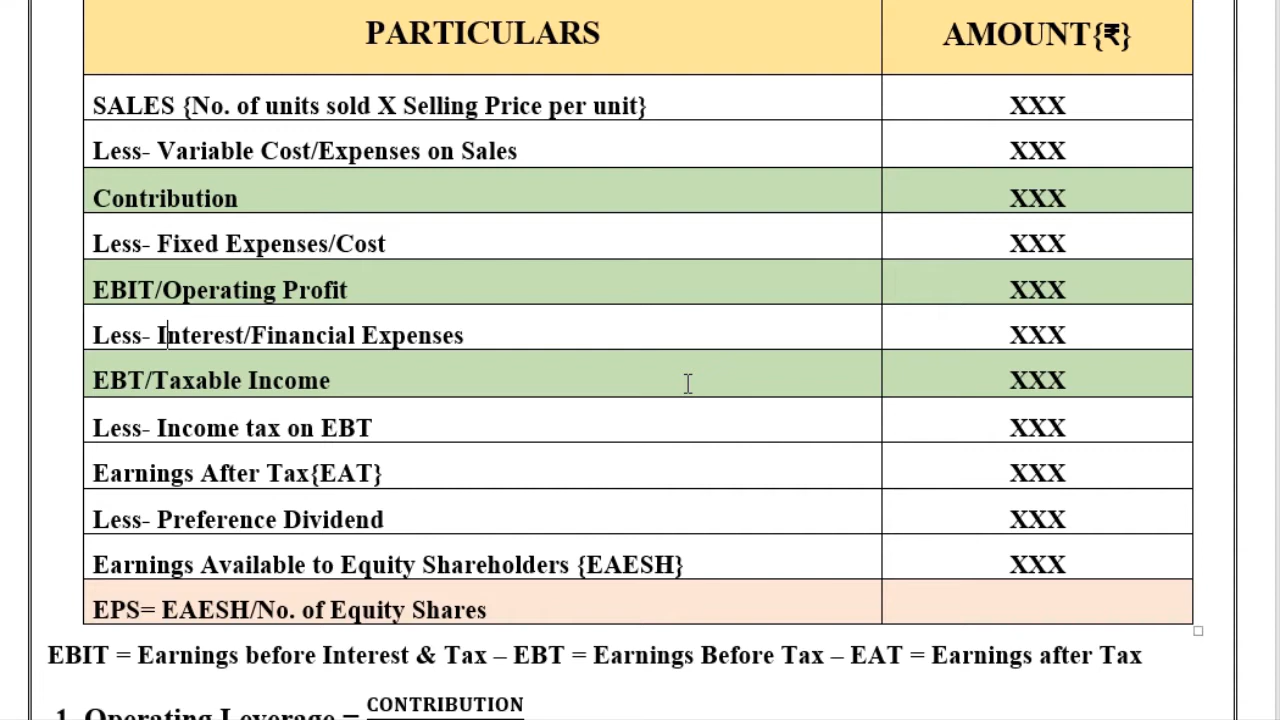 PARTICULARS AMOUNT{₹}
SALES {No. of units sold X Selling Price per unit} XXX
Less- Variable Cost/Expenses on Sales XXX
Contribution XXX
Less- Fixed Expenses/Cost XXX
EBIT/Operating Profit XXX
Less- Interest/Financial Expenses XXX
EBT/Taxable Income XXX
Less- Income tax on EBT XXX
Earnings After Tax{EAT} XXX
Less- Preference Dividend XXX
Earnings Available to Equity Shareholders {EAESH} XXX
EPS= EAESH/No. of Equity Shares
EBIT = Earnings before Interest & Tax – EBT = Earnings Before Tax – EAT = Earnings after Tax
CONTRIBUTION
1. Operating Leverage =